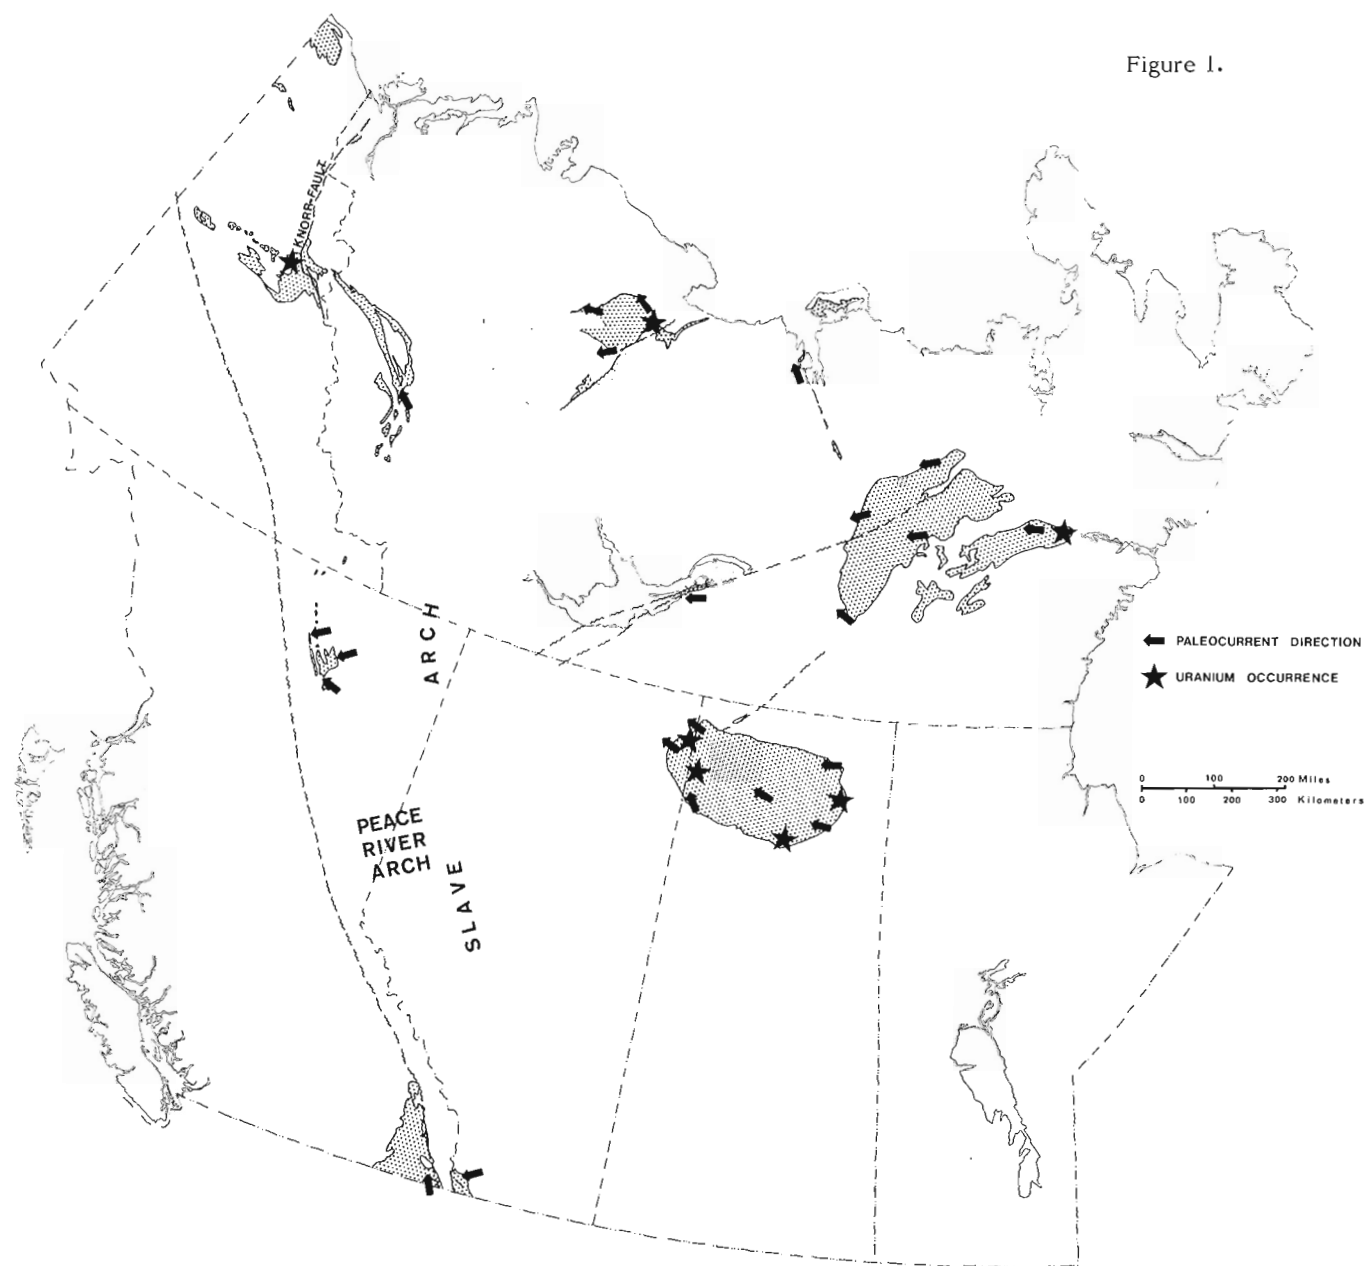 Figure 1.
KNORR FAULT
ARCH
PALEOCURRENT DIRECTION
URANIUM OCCURRENCE
0 100 200 Miles
0 100 200 300 Kilometers
PEACE
RIVER
ARCH
SLAVE